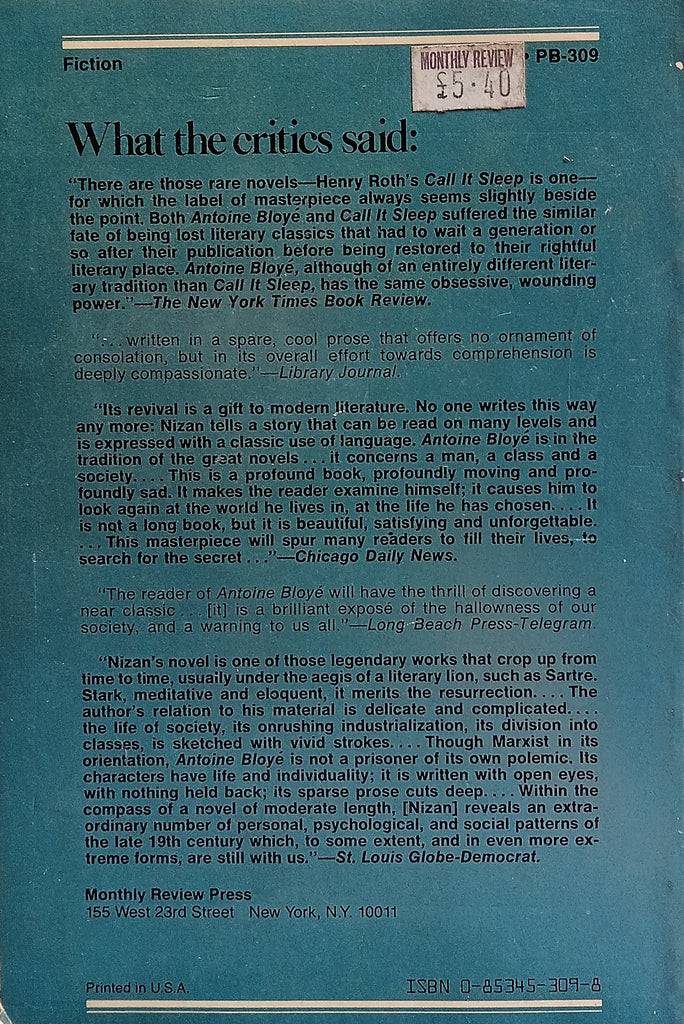 Fiction
MONTHLY REVIEW
£5·40
• PB-309
What the critics said:
"There are those rare novels—Henry Roth's Call It Sleep is one—
for which the label of masterpiece always seems slightly beside
the point. Both Antoine Bloyé and Call It Sleep suffered the similar
fate of being lost literary classics that had to wait a generation or
so after their publication before being restored to their rightful
literary place. Antoine Bloyé, although of an entirely different liter-
ary tradition than Call It Sleep, has the same obsessive, wounding
power."—The New York Times Book Review.
"... written in a spare, cool prose that offers no ornament of
consolation, but in its overall effort towards comprehension is
deeply compassionate."—Library Journal.
"Its revival is a gift to modern literature. No one writes this way
any more: Nizan tells a story that can be read on many levels and
is expressed with a classic use of language. Antoine Bloyé is in the
tradition of the great novels ... it concerns a man, a class and a
society.... This is a profound book, profoundly moving and pro-
foundly sad. It makes the reader examine himself; it causes him to
look again at the world he lives in, at the life he has chosen.... It
is not a long book, but it is beautiful, satisfying and unforgettable.
... This masterpiece will spur many readers to fill their lives, to
search for the secret ..."—Chicago Daily News.
"The reader of Antoine Bloyé will have the thrill of discovering a
near classic ... [it] is a brilliant exposé of the hallowness of our
society, and a warning to us all."—Long Beach Press-Telegram.
"Nizan's novel is one of those legendary works that crop up from
time to time, usually under the aegis of a literary lion, such as Sartre.
Stark, meditative and eloquent, it merits the resurrection.... The
author's relation to his material is delicate and complicated....
the life of society, its onrushing industrialization, its division into
classes, is sketched with vivid strokes.... Though Marxist in its
orientation, Antoine Bloyé is not a prisoner of its own polemic. Its
characters have life and individuality; it is written with open eyes,
with nothing held back; its sparse prose cuts deep.... Within the
compass of a novel of moderate length, [Nizan] reveals an extra-
ordinary number of personal, psychological, and social patterns of
the late 19th century which, to some extent, and in even more ex-
treme forms, are still with us."—St. Louis Globe-Democrat.
Monthly Review Press
155 West 23rd Street New York, N.Y. 10011
Printed in U.S.A.
ISBN 0-85345-309-8